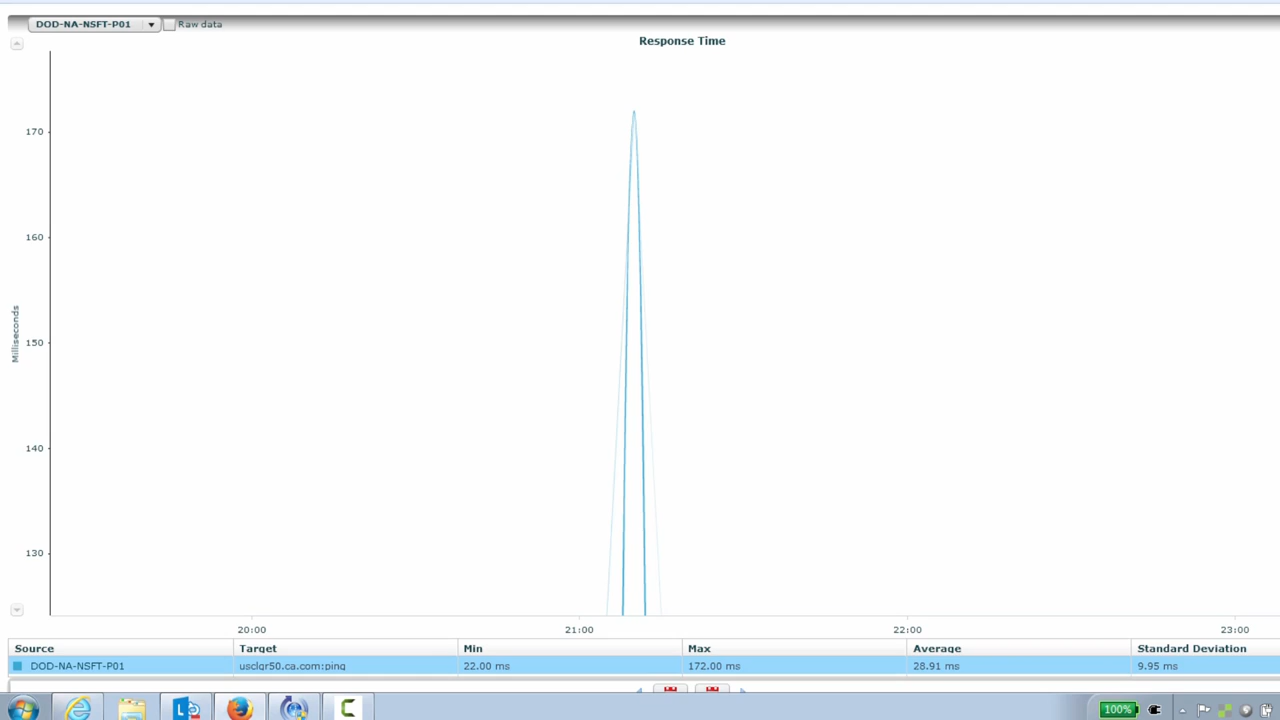 DOD-NA-NSFT-P01 Raw data
Response Time
170
160
150
140
130
Milliseconds
20:00 21:00 22:00 23:00
Source Target Min Max Average Standard Deviation
DOD-NA-NSFT-P01 usclgr50.ca.com:ping 22.00 ms 172.00 ms 28.91 ms 9.95 ms
100%